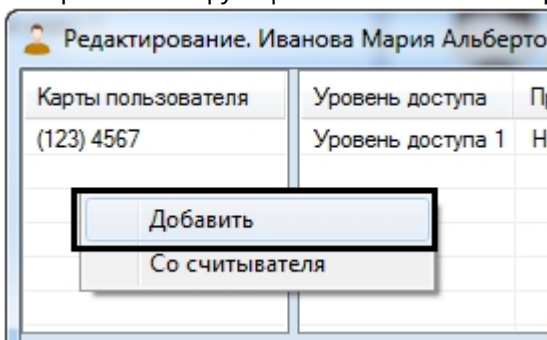 Редактирование. Иванова Мария Альберто
Карты пользователя Уровень доступа
(123) 4567 Уровень доступа 1 Н
Добавить
Со считывателя